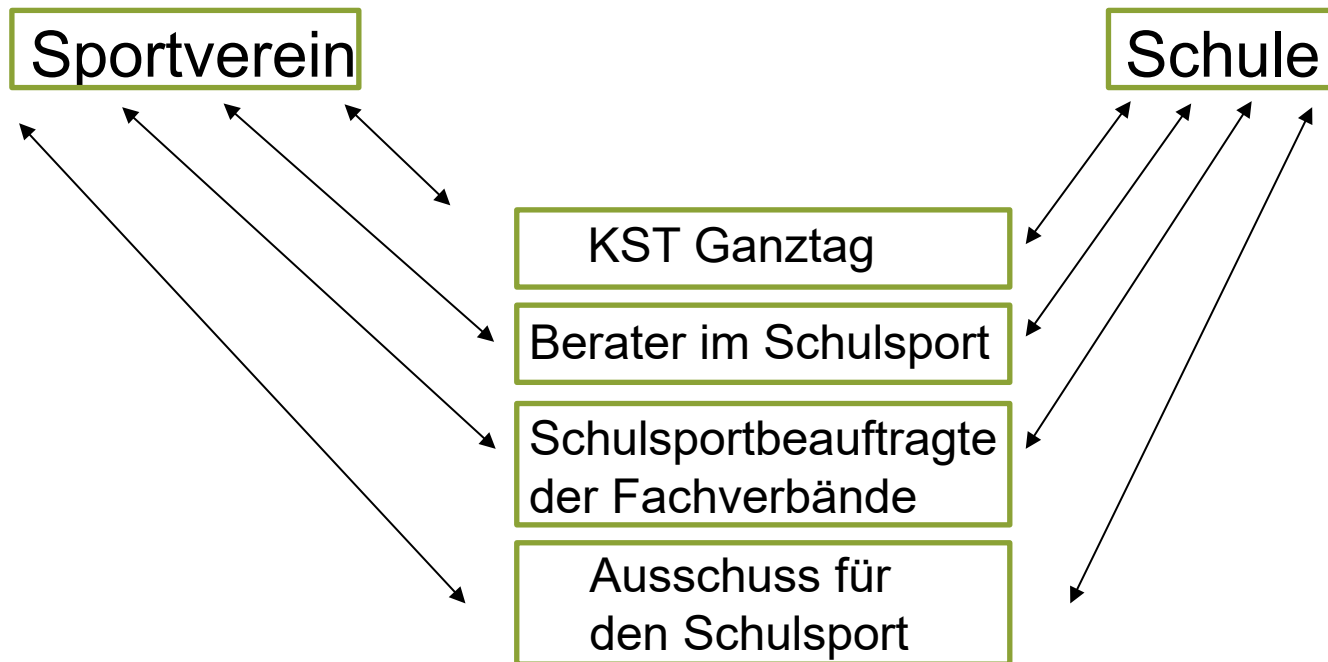 Sportverein
Schule
KST Ganztag
Berater im Schulsport
Schulsportbeauftragte
der Fachverbände
Ausschuss für
den Schulsport